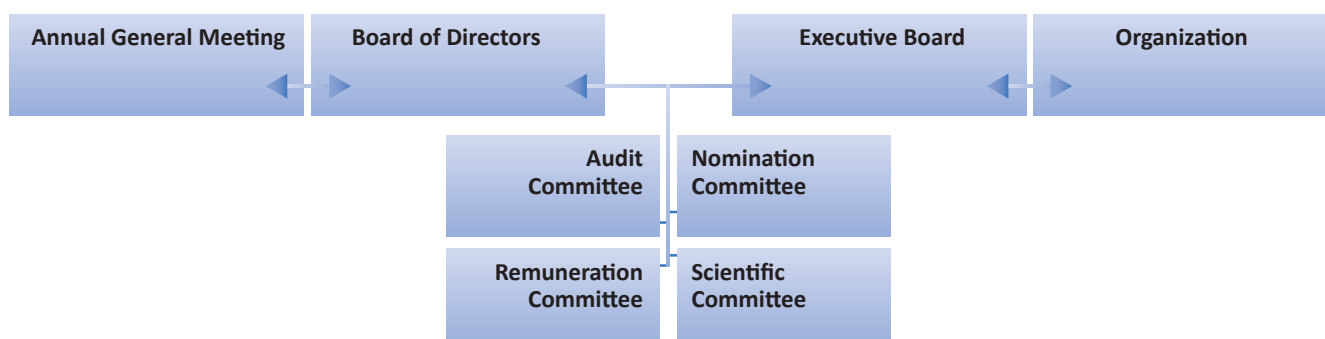 Annual General Meeting
Board of Directors
Executive Board
Organization
Audit
Committee
Nomination
Committee
Remuneration
Committee
Scientific
Committee